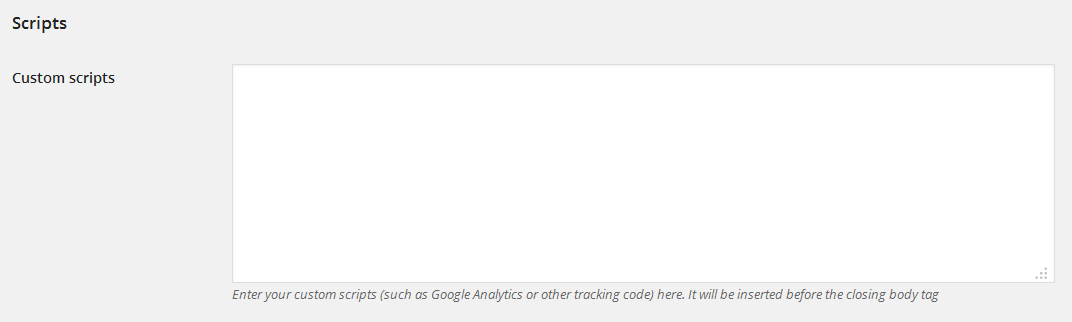 Scripts
Custom scripts
Enter your custom scripts (such as Google Analytics or other tracking code) here. It will be inserted before the closing body tag